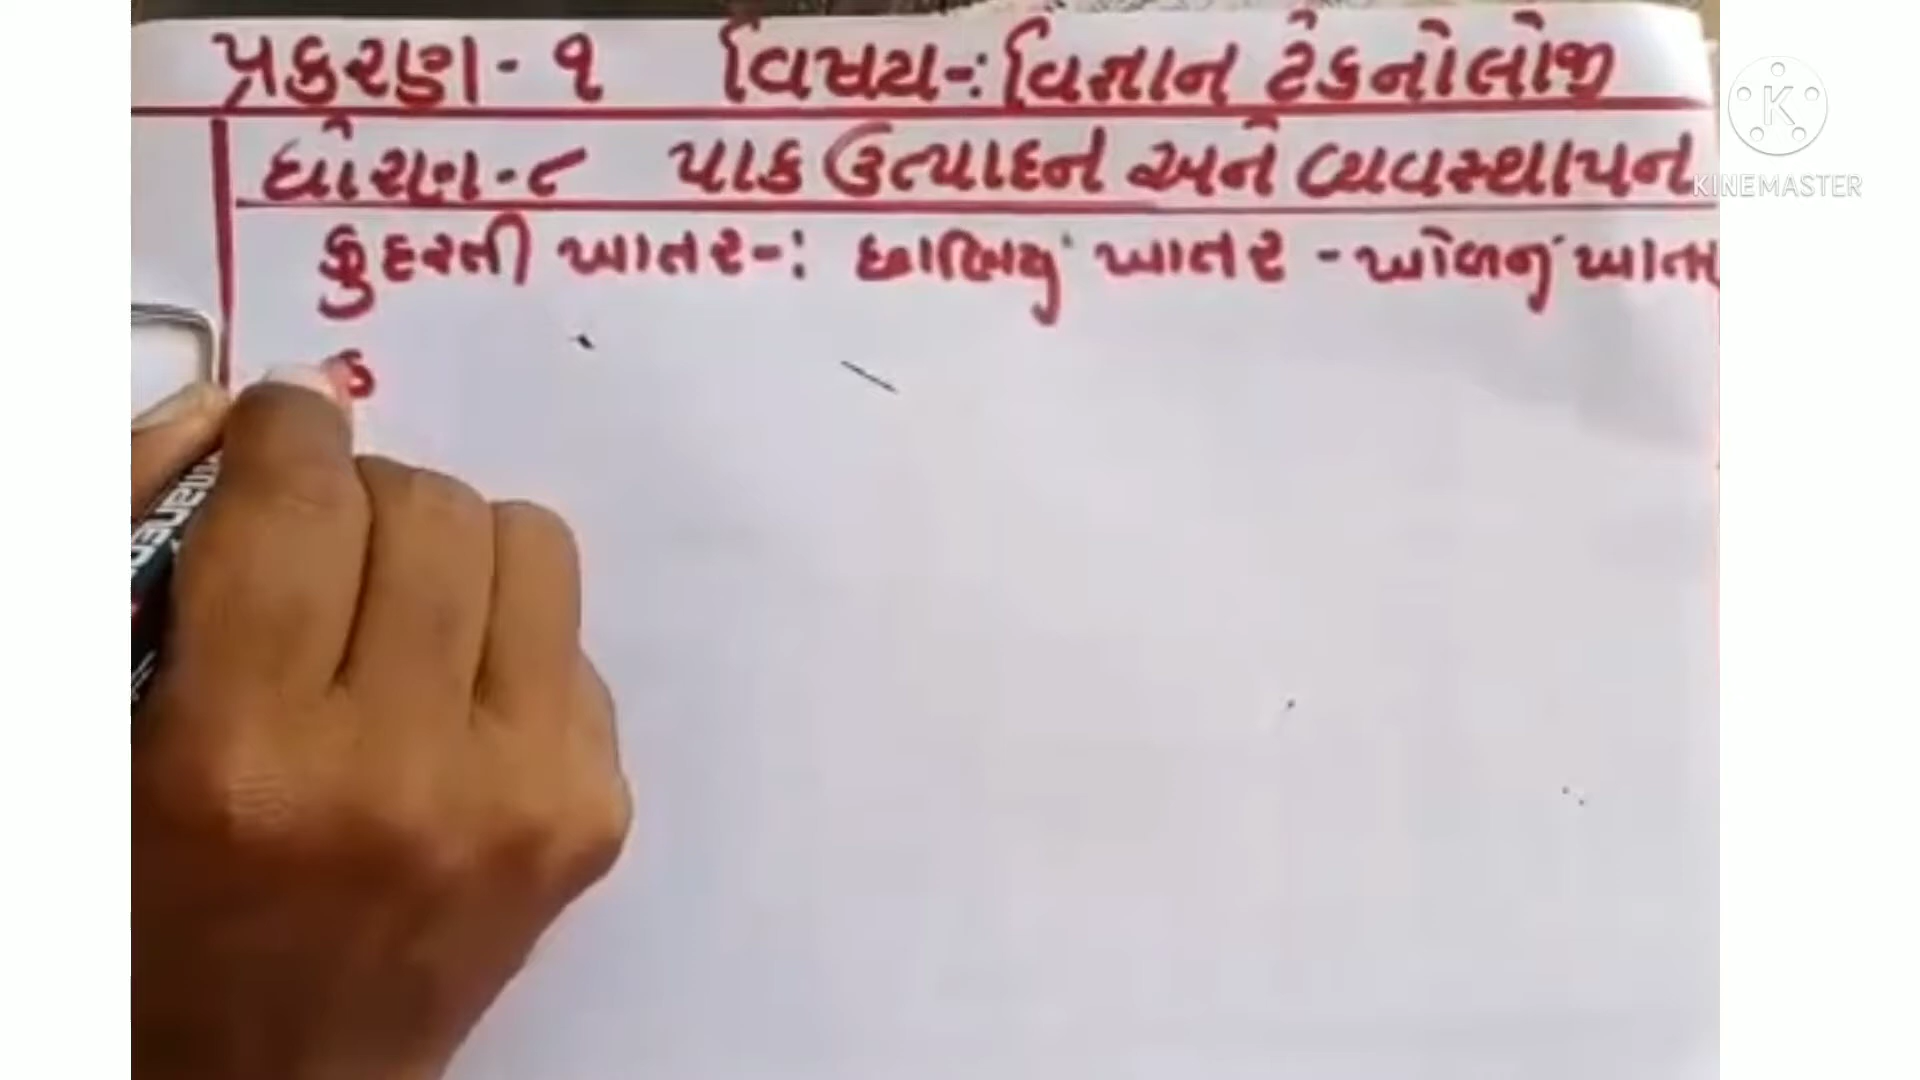 પ્રકરણ - ૧ વિષય-: વિજ્ઞાન ટેકનોલોજી
ધોરણ - ૮ પાક ઉત્પાદન અને વ્યવસ્થાપન
કુદરતી ખાતર-: છાણિયું ખાતર - ખોળનું ખાતર
KINEMASTER